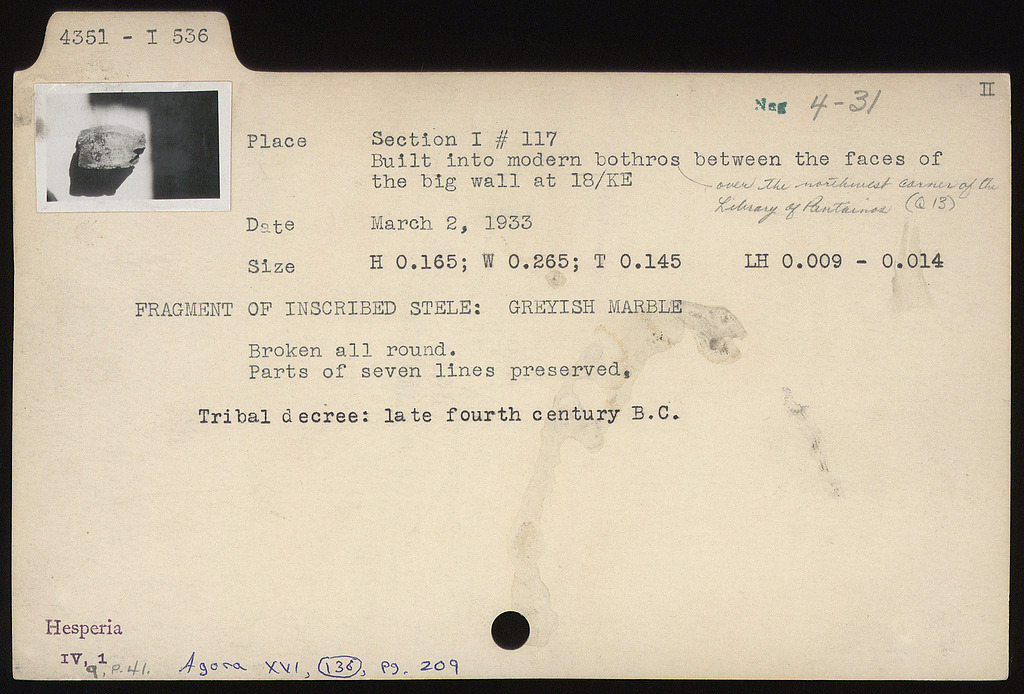 4351 - I 536
II
Neg 4-31
Place Section I # 117
Built into modern bothros between the faces of
the big wall at 18/KE
over the northwest corner of the
Library of Pantainos (Q 13)
Date March 2, 1933
Size H 0.165; W 0.265; T 0.145 LH 0.009 - 0.014
FRAGMENT OF INSCRIBED STELE: GREYISH MARBLE
Broken all round.
Parts of seven lines preserved.
Tribal decree: late fourth century B.C.
Hesperia
IV, 1
9, P. 41. Agora XVI, 136, pg. 209